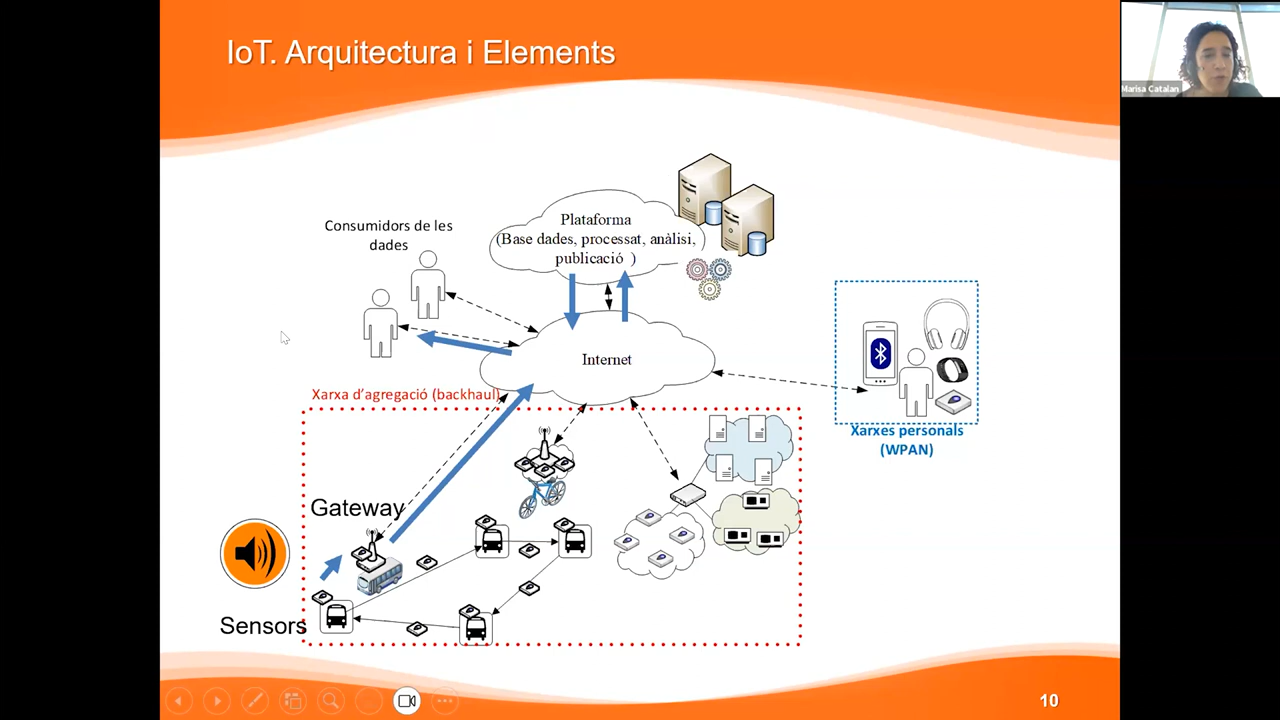 IoT. Arquitectura i Elements
Marisa Catalan
Consumidors de les
dades
Plataforma
(Base dades, processat, anàlisi,
publicació )
Internet
Xarxa d'agregació (backhaul)
Xarxes personals
(WPAN)
Gateway
Sensors
10